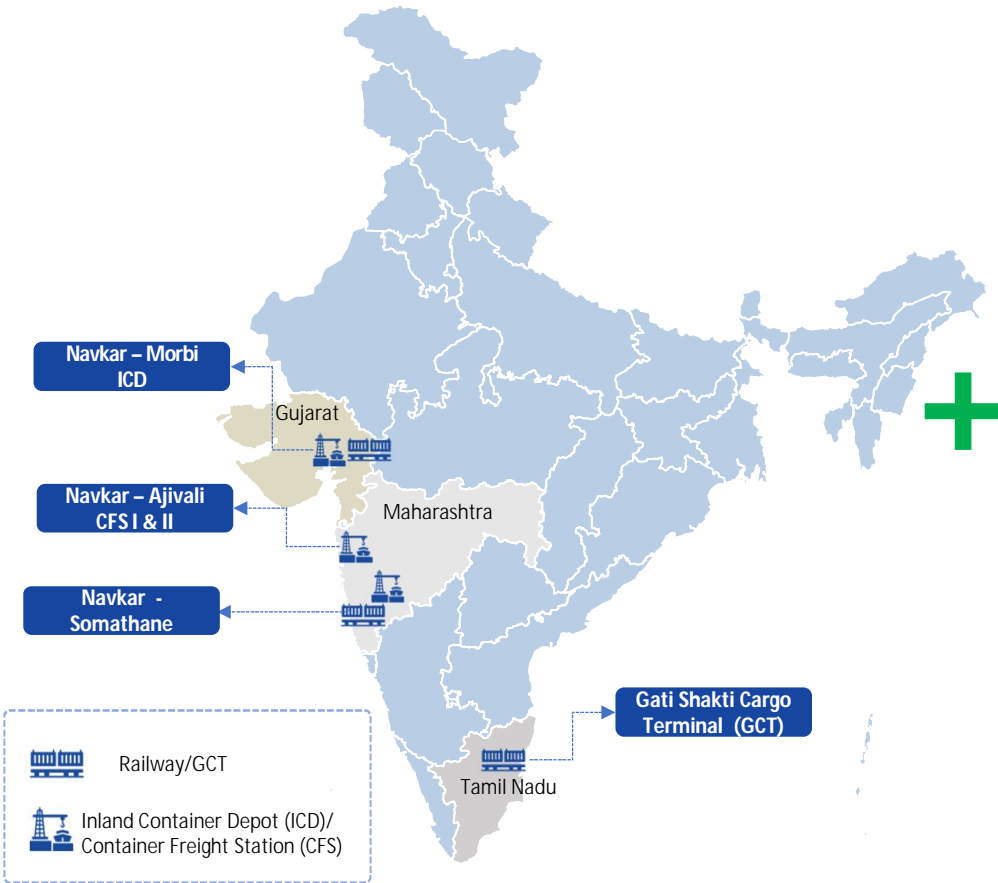 Navkar – Morbi
ICD
Gujarat
Navkar – Ajivali
CFS I & II
Maharashtra
Navkar -
Somathane
Gati Shakti Cargo
Terminal (GCT)
Tamil Nadu
Railway/GCT
Inland Container Depot (ICD)/
Container Freight Station (CFS)